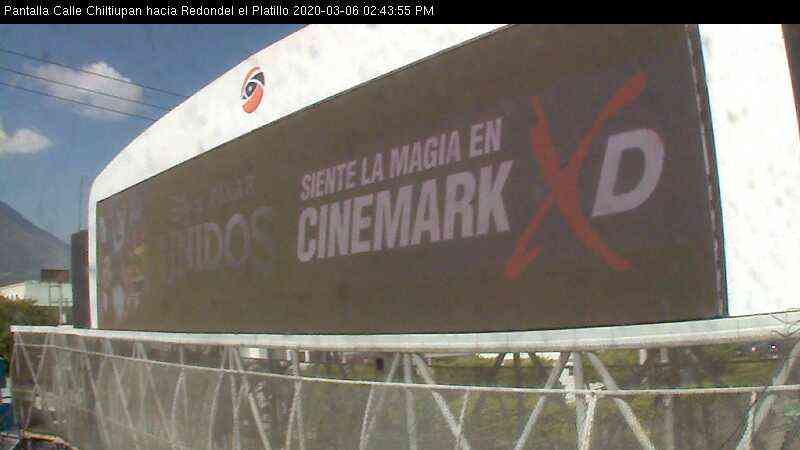 Pantalla Calle Chiltiupan hacia Redondel el Platillo 2020-03-06 02:43:55 PM
SIENTE LA MAGIA EN
CINEMARK XD
UNIDOS